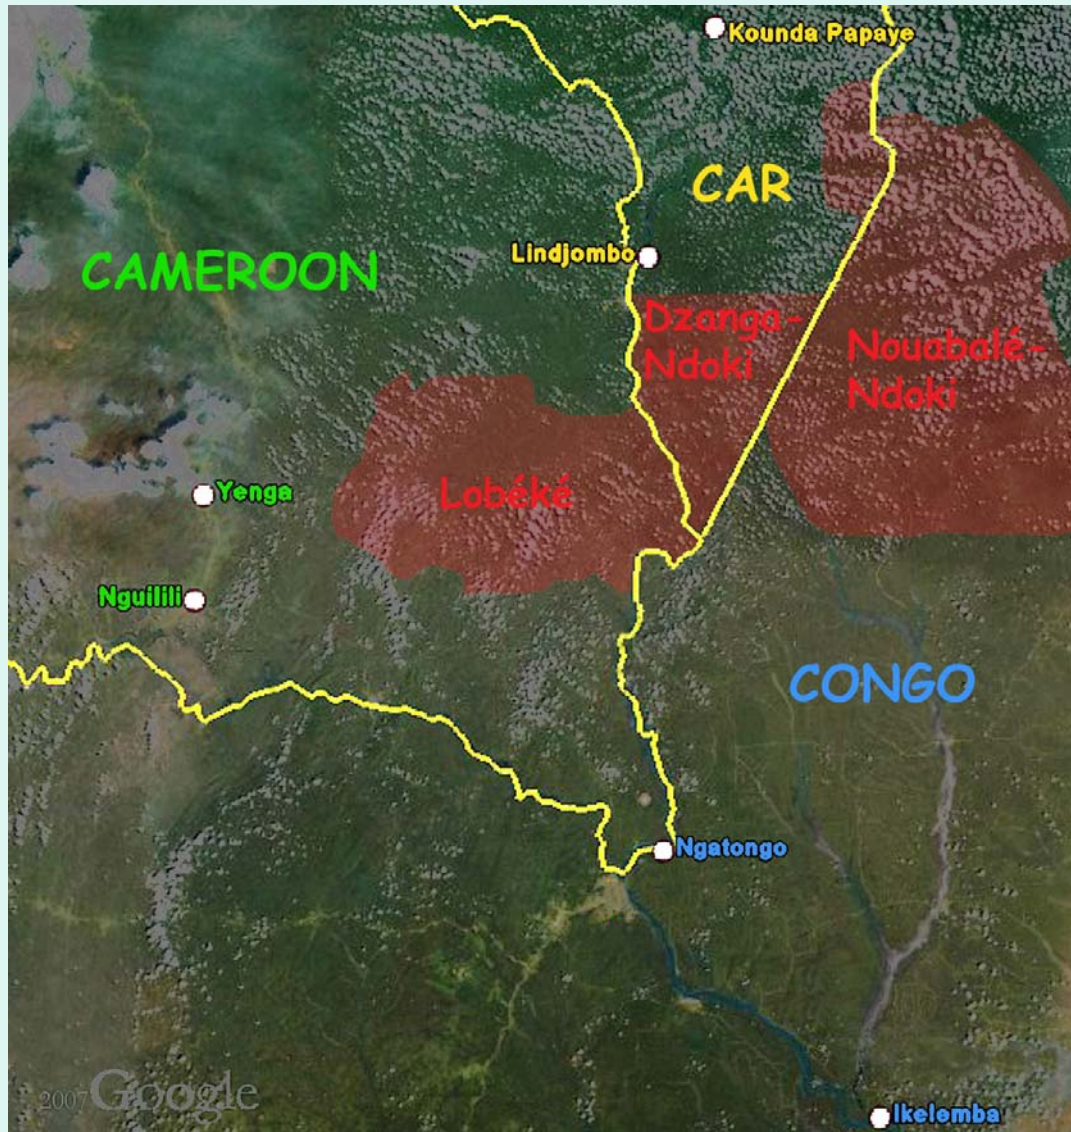 Kounda Papaye
CAR
Lindjombo
CAMEROON
Dzanga-
Ndoki
Nouabalé-
Ndoki
Lobéké
Yenga
Nguilili
CONGO
Ngatongo
2007 Google
Ikelemba